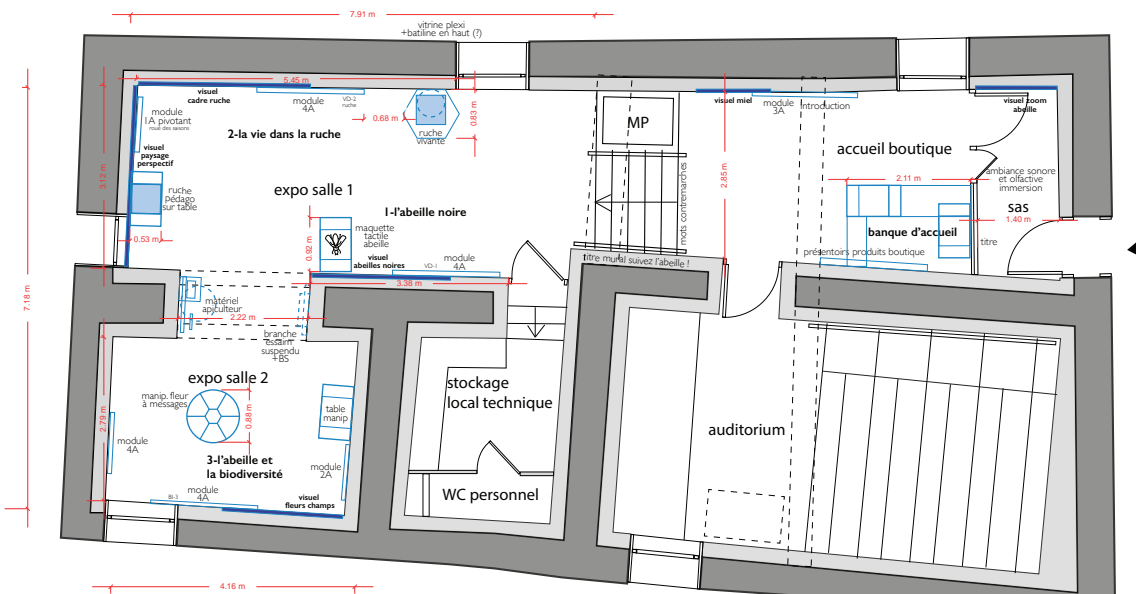 7.91 m
vitrine plexi
+batiline en haut (?)
5.45 m
visuel
cadre ruche
module
4A
VD-2
ruche
module
1A pivotant
roue des saisons
0.68 m
0.83 m
ruche
vivante
2-la vie dans la ruche
visuel
paysage
perspectif
3.12 m
ruche
pédago
sur table
0.53 m
expo salle 1
1-l'abeille noire
maquette
tactile
abeille
0.92 m
visuel
abeilles noires
VD-1
module
4A
3.38 m
7.18 m
MP
mots contremarches
titre mural suivez l'abeille !
visuel miel
module
3A
introduction
2.85 m
accueil boutique
2.11 m
banque d'accueil
présentoirs produits boutique
visuel zoom
abeille
ambiance sonore
et olfactive
immersion
sas
1.40 m
titre
matériel
apiculteur
2.22 m
branche
essaim
suspendu
+BS
expo salle 2
manip. fleur
à messages
0.88 m
table
manip
2.79 m
module
4A
3-l'abeille et
la biodiversité
module
2A
BI-3
module
4A
visuel
fleurs champs
4.16 m
stockage
local technique
WC personnel
auditorium